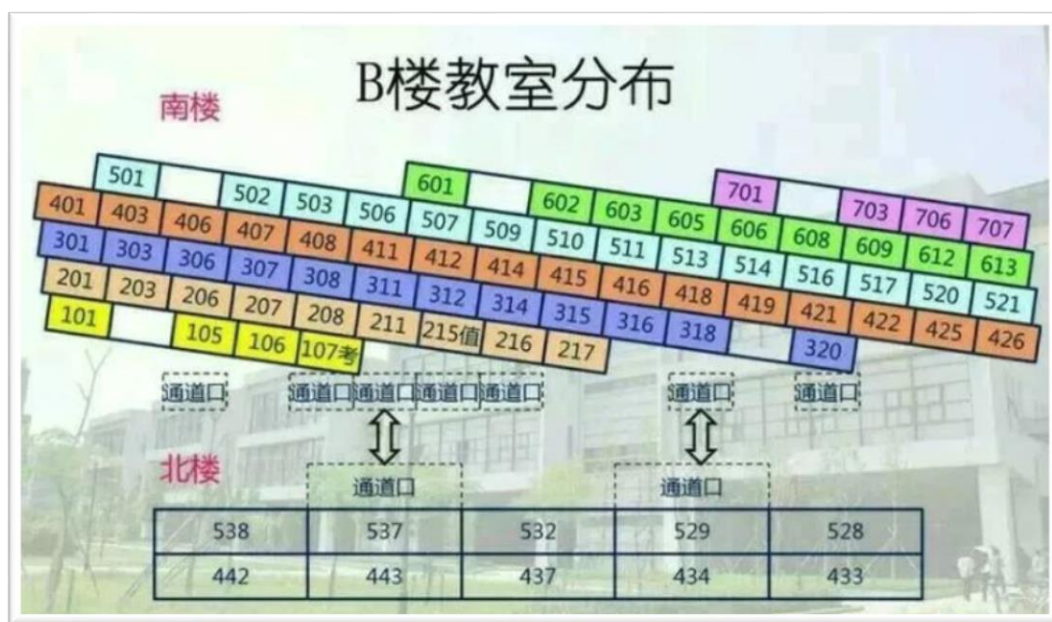 B楼教室分布
南楼
701 703 706 707
601 602 603 605 606 608 609 612 613
501 502 503 506 507 509 510 511 513 514 516 517 520 521
401 403 406 407 408 411 412 414 415 416 418 419 421 422 425 426
301 303 306 307 308 311 312 314 315 316 318 320
201 203 206 207 208 211 215值 216 217
101 105 106 107考
通道口 通道口 通道口 通道口 通道口 通道口 通道口
北楼
通道口 通道口
538 537 532 529 528
442 443 437 434 433